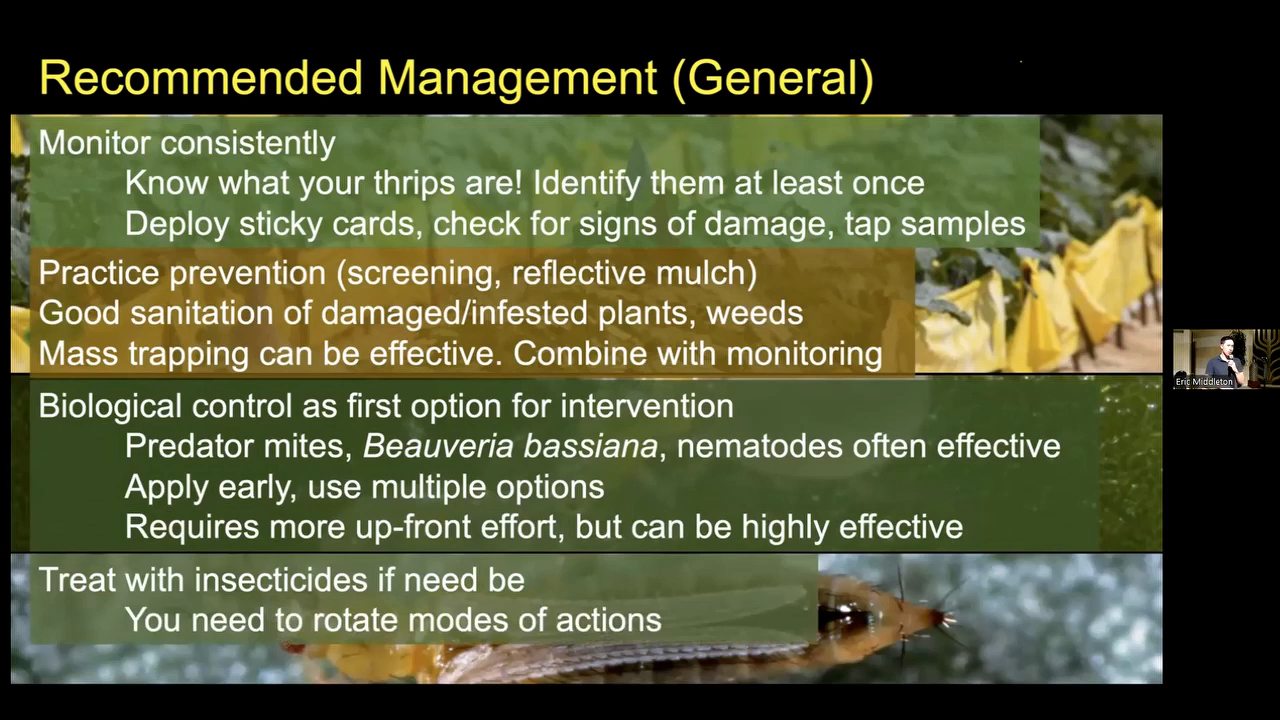 Recommended Management (General)
Monitor consistently
Know what your thrips are! Identify them at least once
Deploy sticky cards, check for signs of damage, tap samples
Practice prevention (screening, reflective mulch)
Good sanitation of damaged/infested plants, weeds
Mass trapping can be effective. Combine with monitoring
Biological control as first option for intervention
Predator mites, Beauveria bassiana, nematodes often effective
Apply early, use multiple options
Requires more up-front effort, but can be highly effective
Treat with insecticides if need be
You need to rotate modes of actions
Eric Middleton